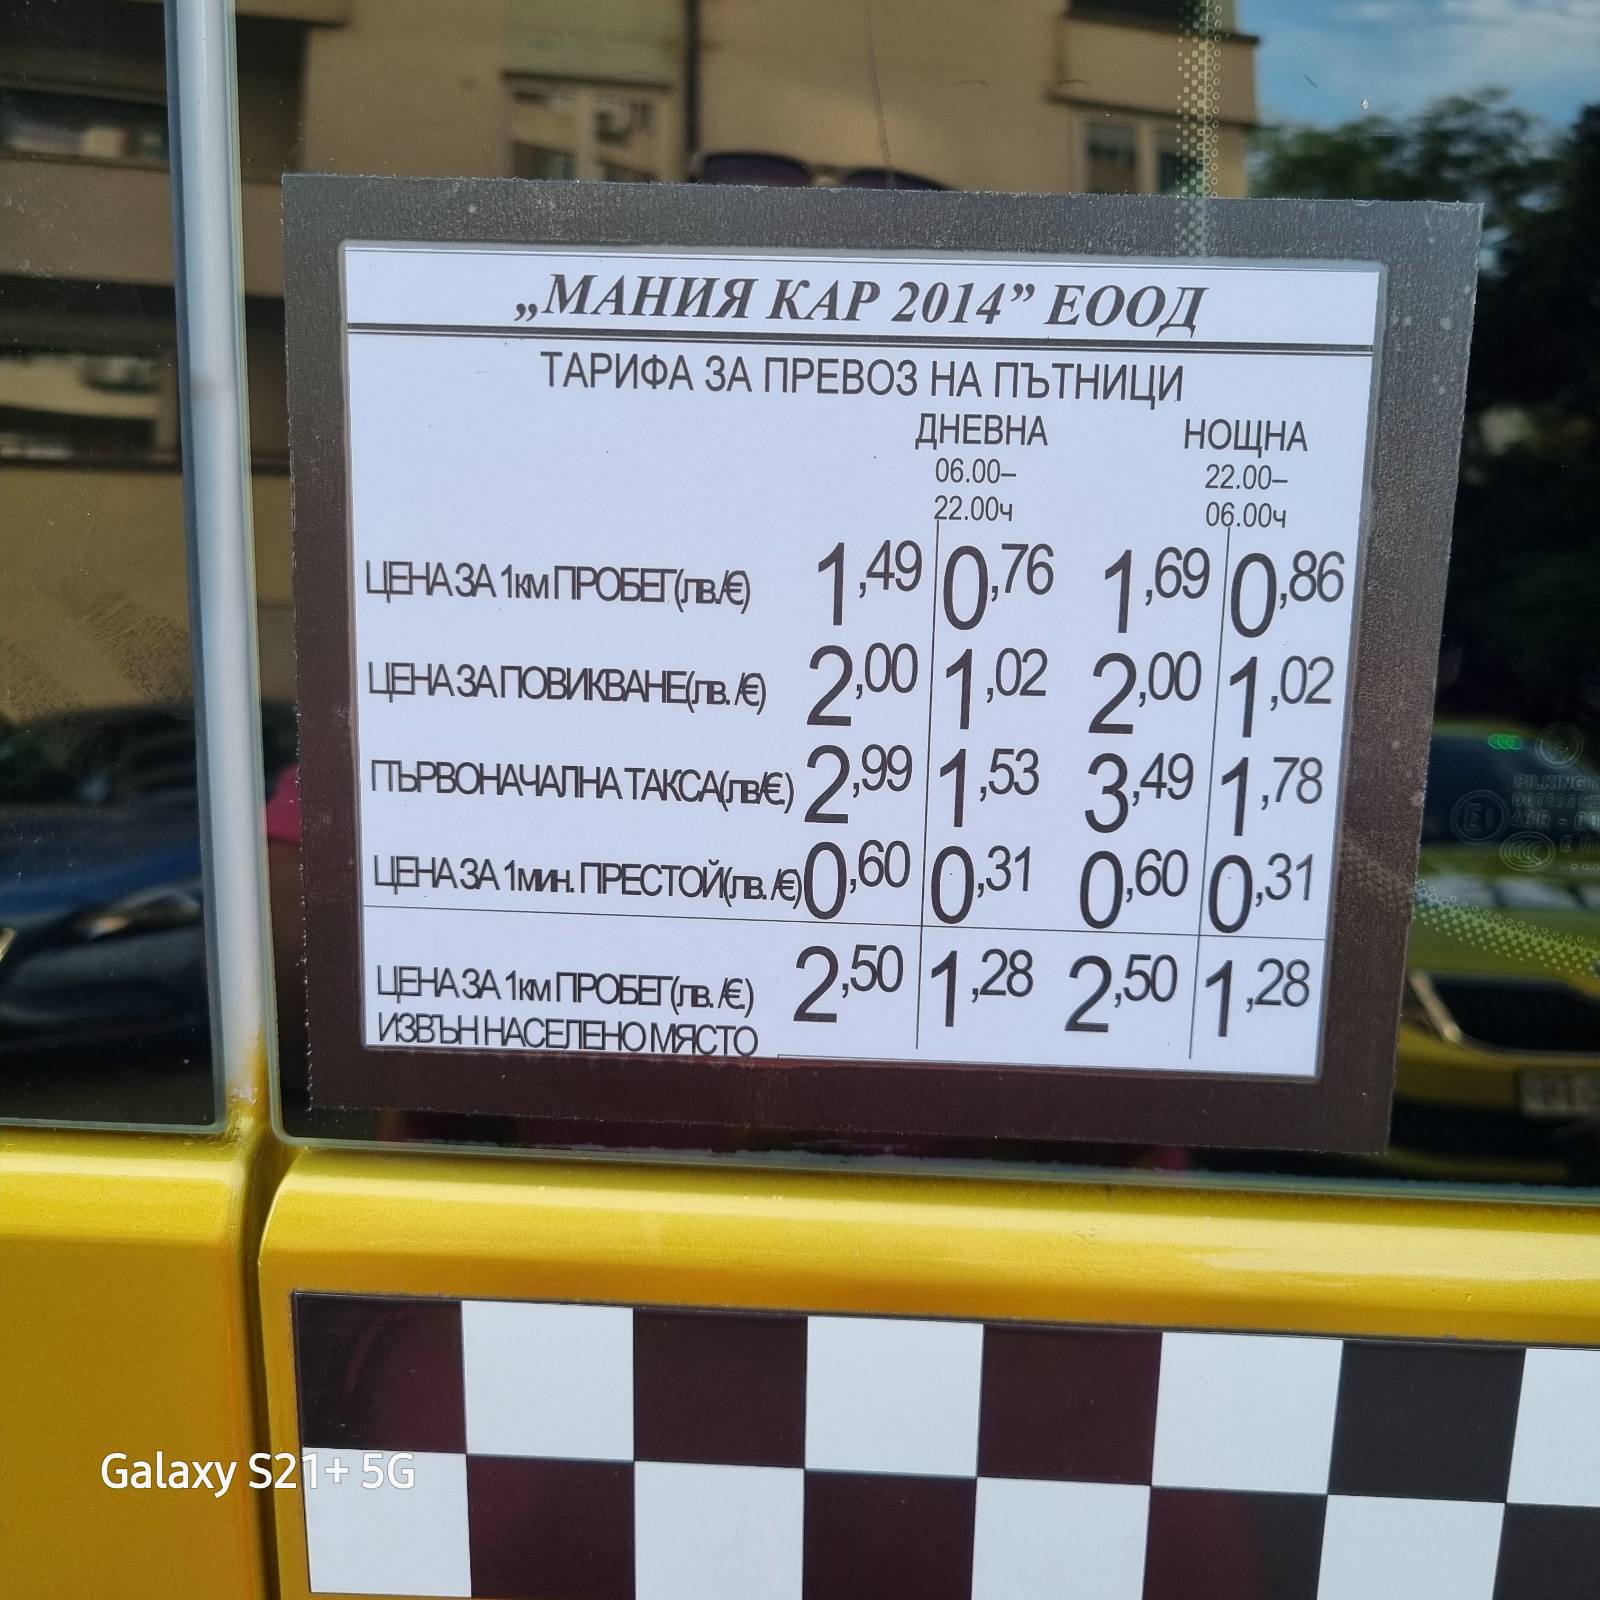 „МАНИЯ КАР 2014” ЕООД
ТАРИФА ЗА ПРЕВОЗ НА ПЪТНИЦИ
ДНЕВНА НОЩНА
06.00– 22.00–
22.00ч 06.00ч
ЦЕНА ЗА 1км ПРОБЕГ(лв./€) 1,49 0,76 1,69 0,86
ЦЕНА ЗА ПОВИКВАНЕ(лв. /€) 2,00 1,02 2,00 1,02
ПЪРВОНАЧАЛНА ТАКСА(лв/€.) 2,99 1,53 3,49 1,78
ЦЕНА ЗА 1мин. ПРЕСТОЙ(лв. /€) 0,60 0,31 0,60 0,31
ЦЕНА ЗА 1км ПРОБЕГ(лв. /€.) 2,50 1,28 2,50 1,28
ИЗВЪН НАСЕЛЕНО МЯСТО
Galaxy S21+ 5G